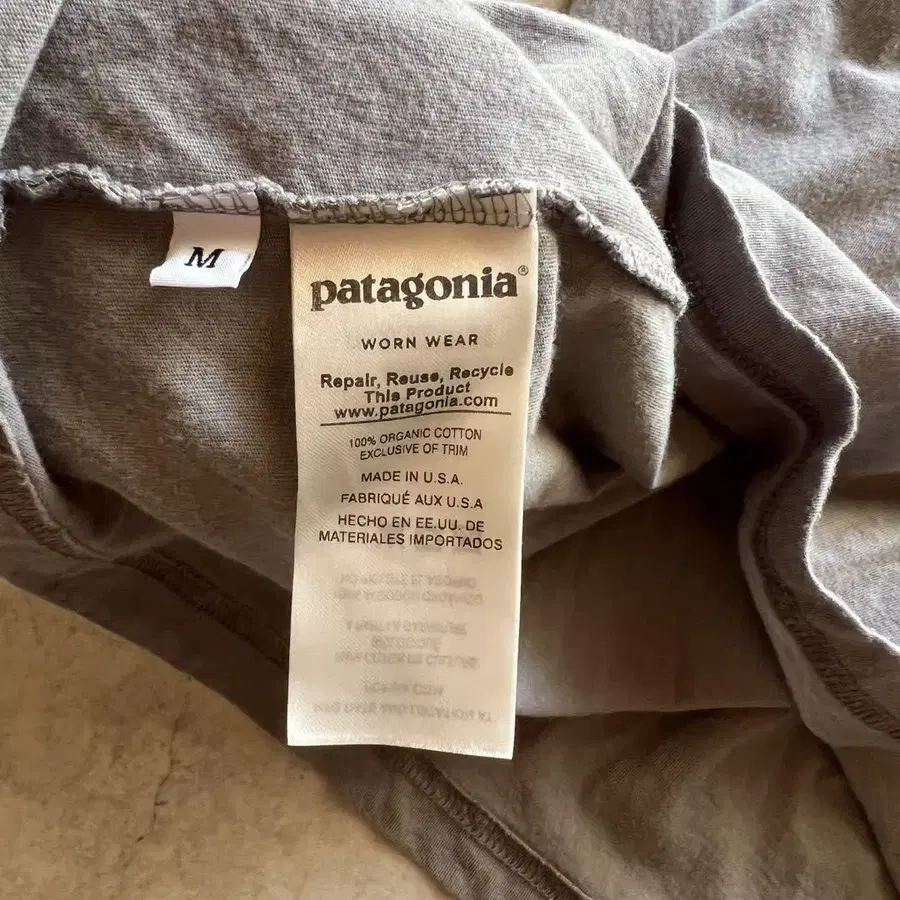 M
patagonia®
WORN WEAR
Repair, Reuse, Recycle
This Product
www.patagonia.com
100% ORGANIC COTTON
EXCLUSIVE OF TRIM
MADE IN U.S.A.
FABRIQUÉ AUX U.S.A
HECHO EN EE.UU. DE
MATERIALES IMPORTADOS